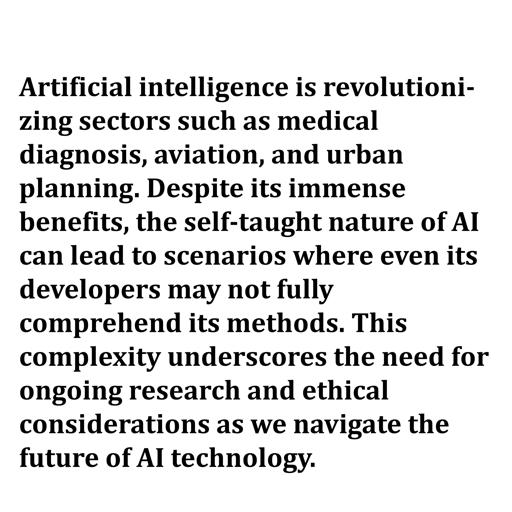 Artificial intelligence is revolutioni-
zing sectors such as medical
diagnosis, aviation, and urban
planning. Despite its immense
benefits, the self-taught nature of AI
can lead to scenarios where even its
developers may not fully
comprehend its methods. This
complexity underscores the need for
ongoing research and ethical
considerations as we navigate the
future of AI technology.